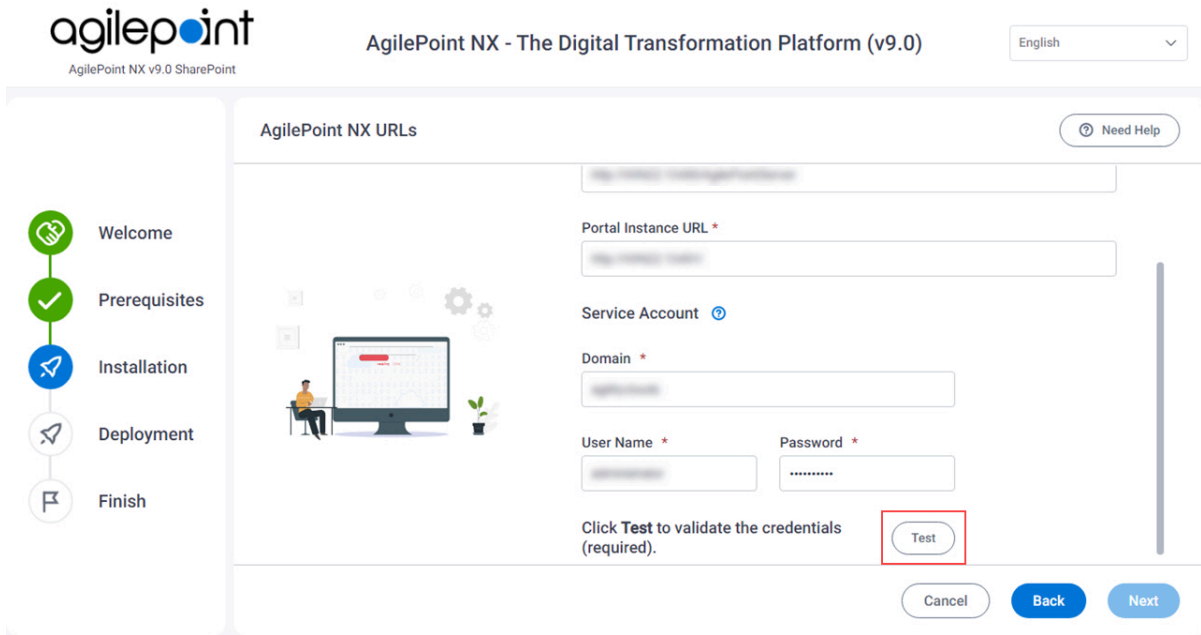 agilepoint
AgilePoint NX v9.0 SharePoint
AgilePoint NX - The Digital Transformation Platform (v9.0)
English
AgilePoint NX URLs
Need Help
Welcome
Prerequisites
Installation
Deployment
Finish
Portal Instance URL *
Service Account
Domain *
User Name *
Password *
••••••••••
Click Test to validate the credentials
(required).
Test
Cancel
Back
Next